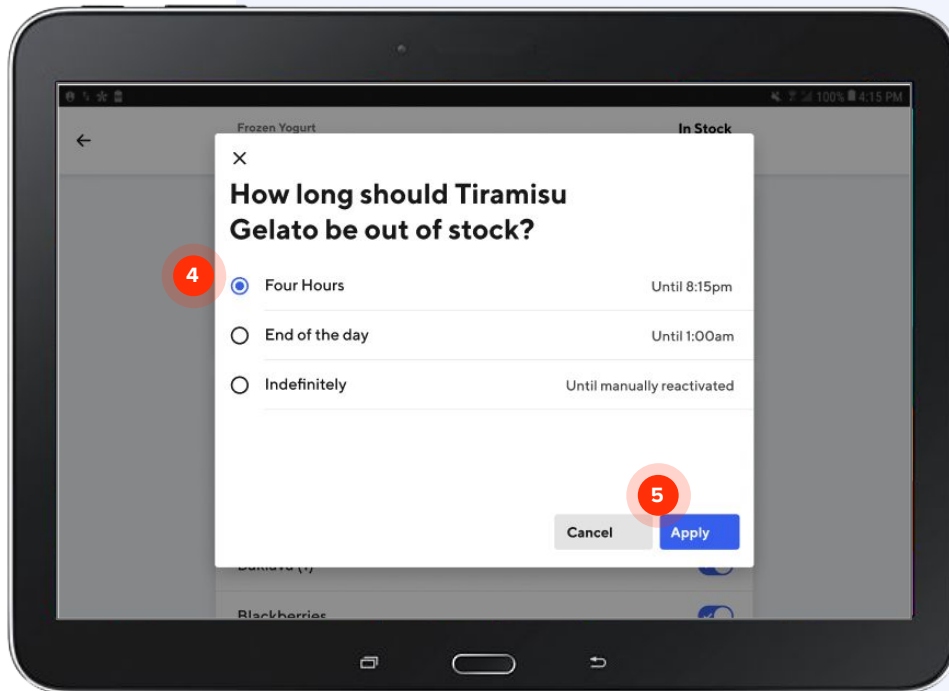 100% 4:15 PM
Frozen Yogurt In Stock
How long should Tiramisu
Gelato be out of stock?
4
Four Hours Until 8:15pm
End of the day Until 1:00am
Indefinitely Until manually reactivated
5
Cancel Apply
Blackberries